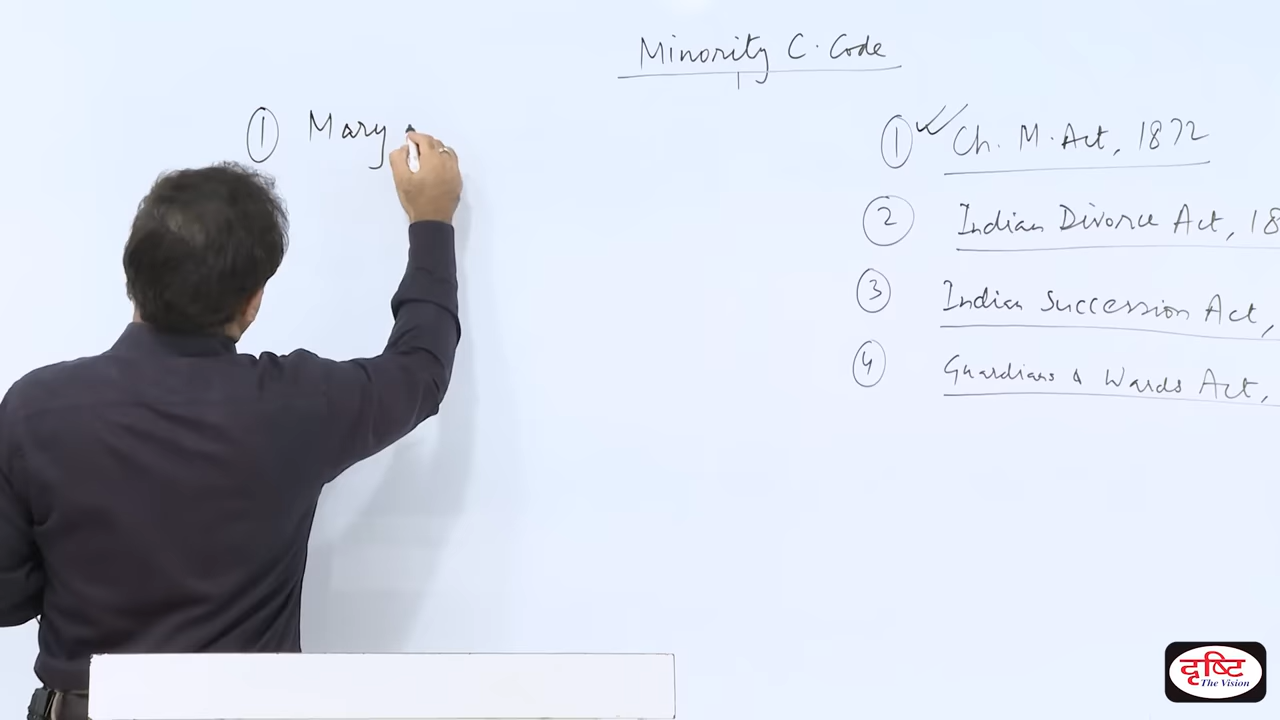 Minority C. Code
① Mary
① Ch. M. Act, 1872
② Indian Divorce Act, 18
③ Indian Succession Act,
④ Guardians & Wards Act,
दृष्टि
The Vision